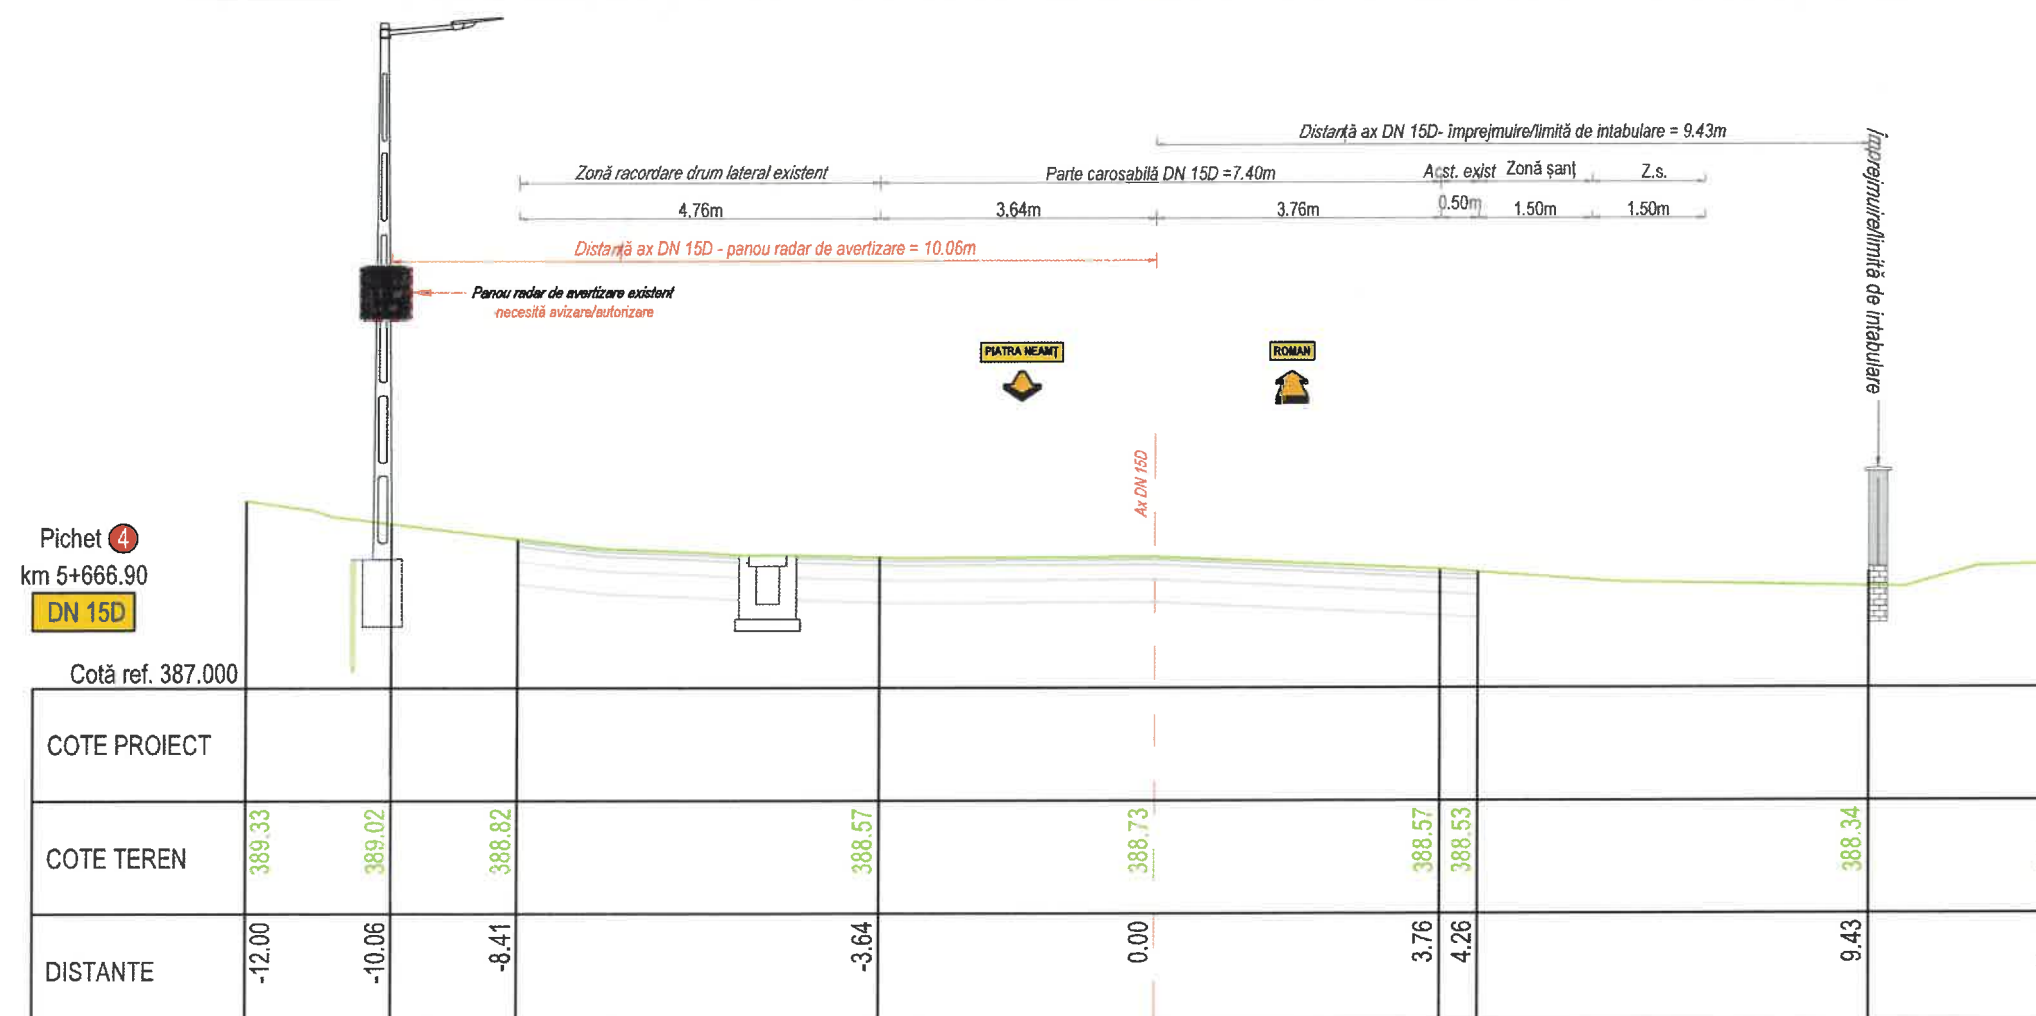 Distanță ax DN 15D- împrejmuire/limită de intabulare = 9.43m
Împrejmuire/limită de intabulare
Zonă racordare drum lateral existent
Parte carosabilă DN 15D =7.40m
Acst. exist
Zonă șanț
Z.s.
4.76m
3.64m
3.76m
0.50m
1.50m
1.50m
Distanță ax DN 15D - panou radar de avertizare = 10.06m
Panou radar de avertizare existent
necesită avizare/autorizare
PIATRA NEAMȚ
ROMAN
Ax DN 15D
Pichet 4
km 5+666.90
DN 15D
Cotă ref. 387.000
COTE PROIECT
COTE TEREN
389.33
389.02
388.82
388.57
388.73
388.57
388.53
388.34
DISTANTE
-12.00
-10.06
-8.41
-3.64
0.00
3.76
4.26
9.43